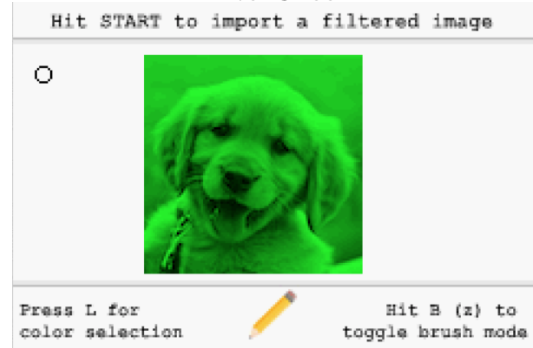 Hit START to import a filtered image
Press L for
color selection
Hit B (z) to
toggle brush mode